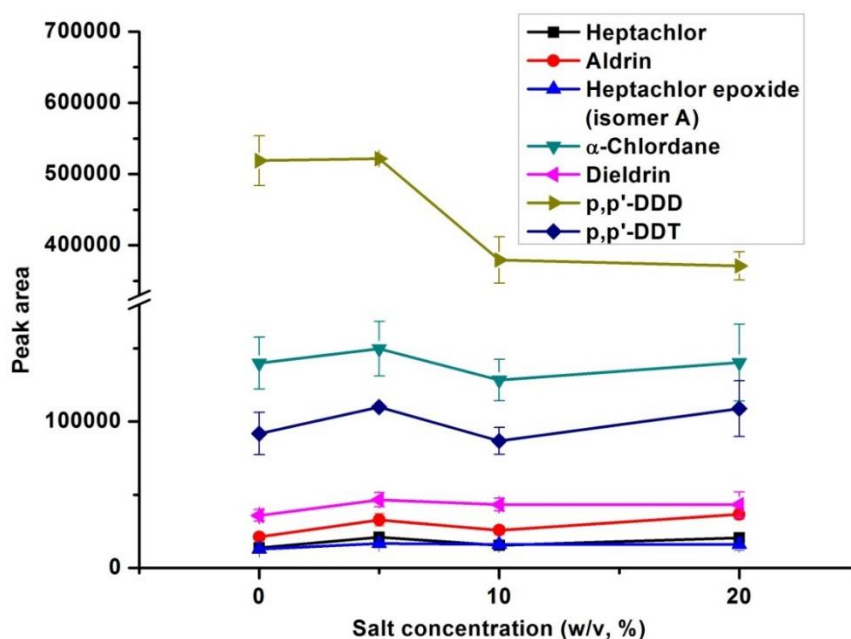 700000
600000
500000
400000
100000
0
Peak area
Heptachlor
Aldrin
Heptachlor epoxide
(isomer A)
α-Chlordane
Dieldrin
p,p'-DDD
p,p'-DDT
0 5 10 20
Salt concentration (w/v, %)